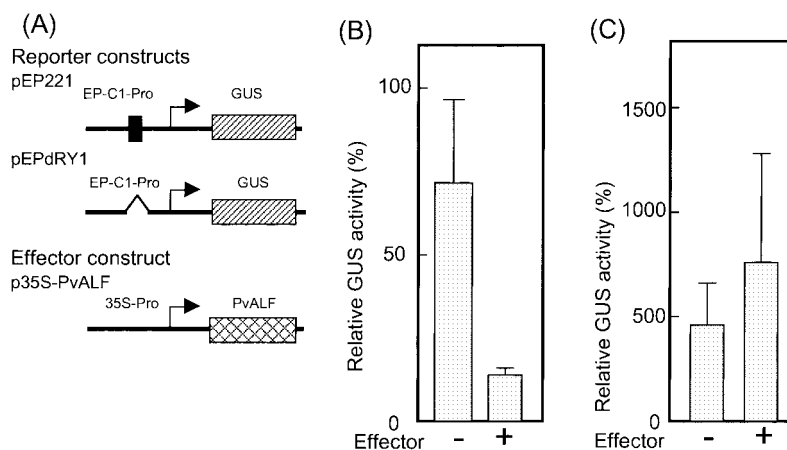 (A)
Reporter constructs
pEP221
EP-C1-Pro GUS
pEPdRY1
EP-C1-Pro GUS
Effector construct
p35S-PvALF
35S-Pro PvALF
(B)
Relative GUS activity (%)
100
50
0
Effector - +
(C)
Relative GUS activity (%)
1500
1000
500
0
Effector - +